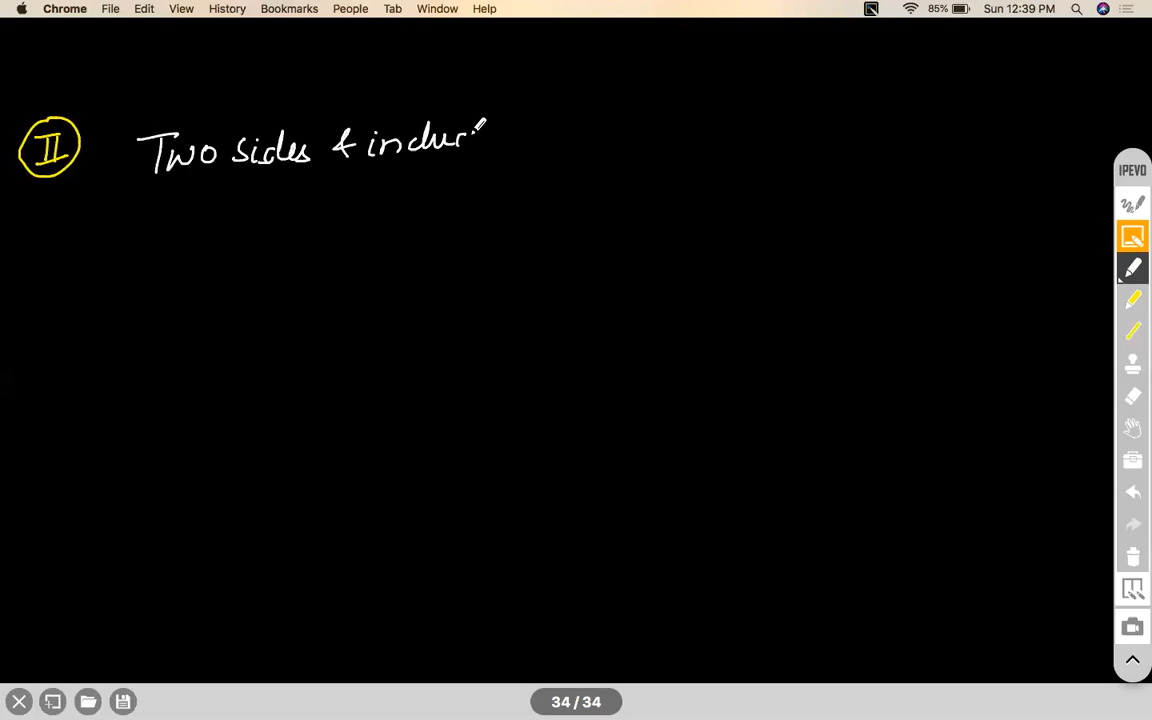 Chrome File Edit View History Bookmarks People Tab Window Help 85% Sun 12:39 PM
II Two sides &
IPEVO
34 / 34